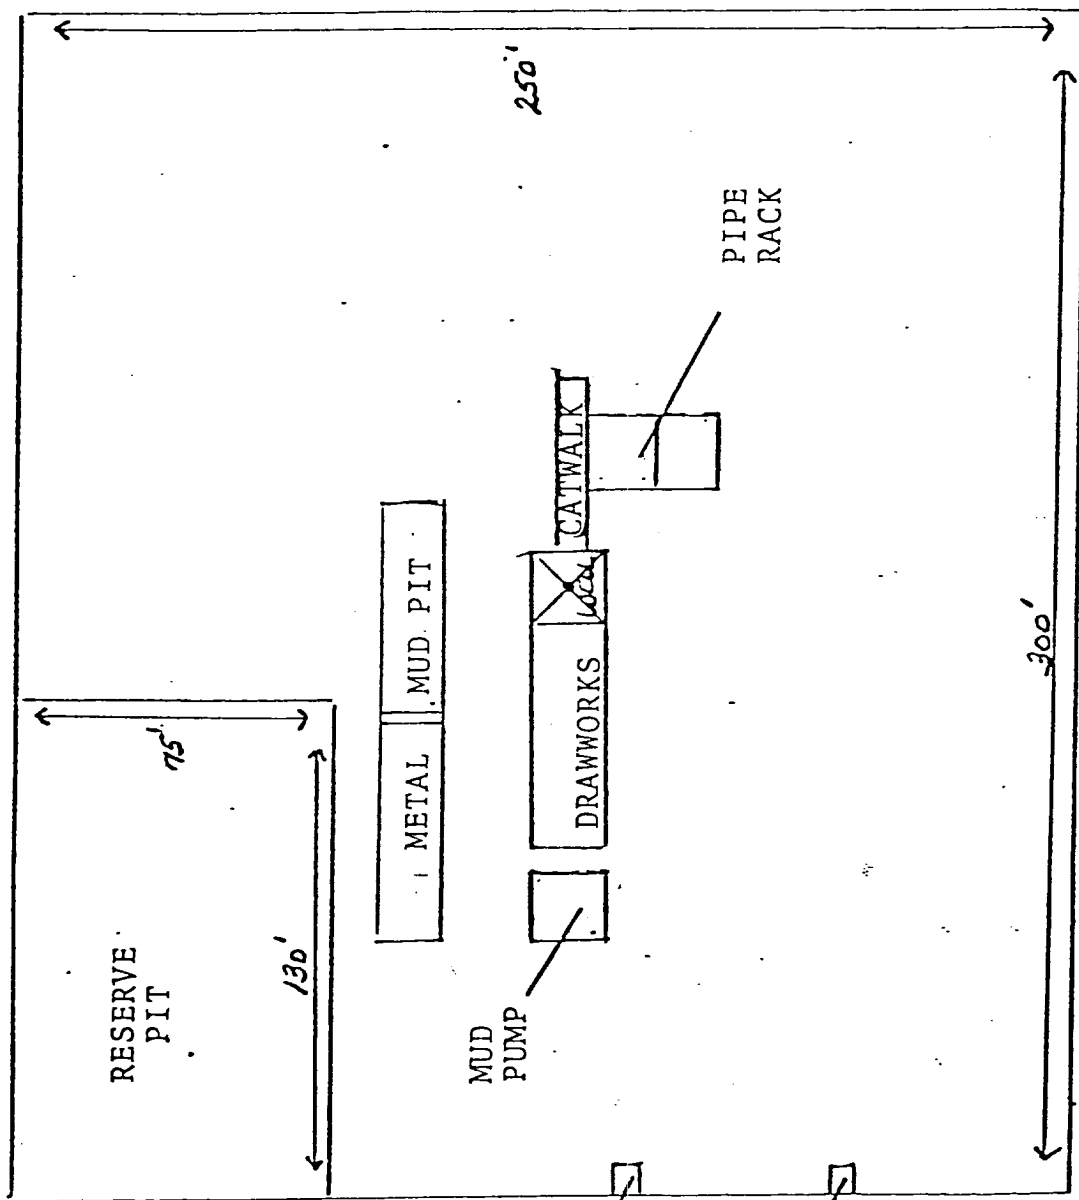 RESERVE
PIT
75'
130'
METAL MUD PIT
MUD
PUMP
250'
DRAWWORKS
CATWALK
PIPE
RACK
300'